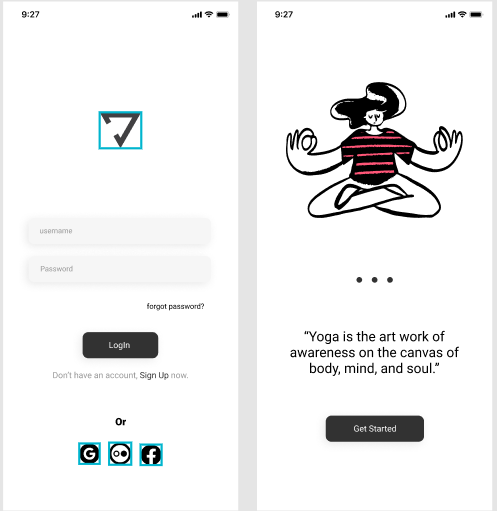 9:27
username
Password
forgot password?
LogIn
Don't have an account, Sign Up now.
Or
9:27
“Yoga is the art work of
awareness on the canvas of
body, mind, and soul.”
Get Started